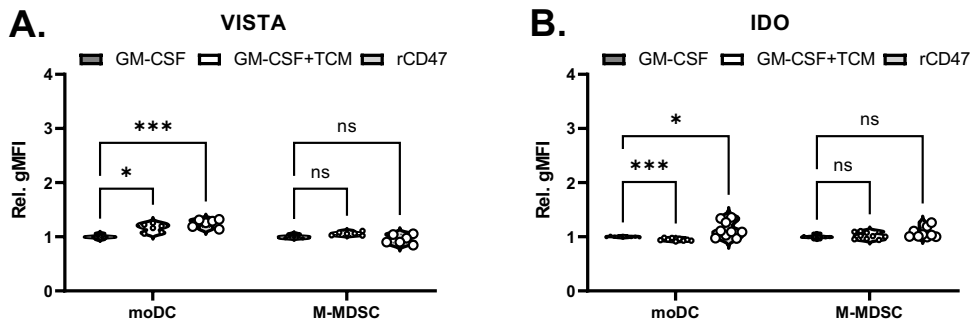 A.
VISTA
GM-CSF GM-CSF+TCM rCD47
Rel. gMFI
4
3
2
1
0
***
*
ns
ns
moDC M-MDSC
B.
IDO
GM-CSF GM-CSF+TCM rCD47
Rel. gMFI
4
3
2
1
0
*
***
ns
ns
moDC M-MDSC